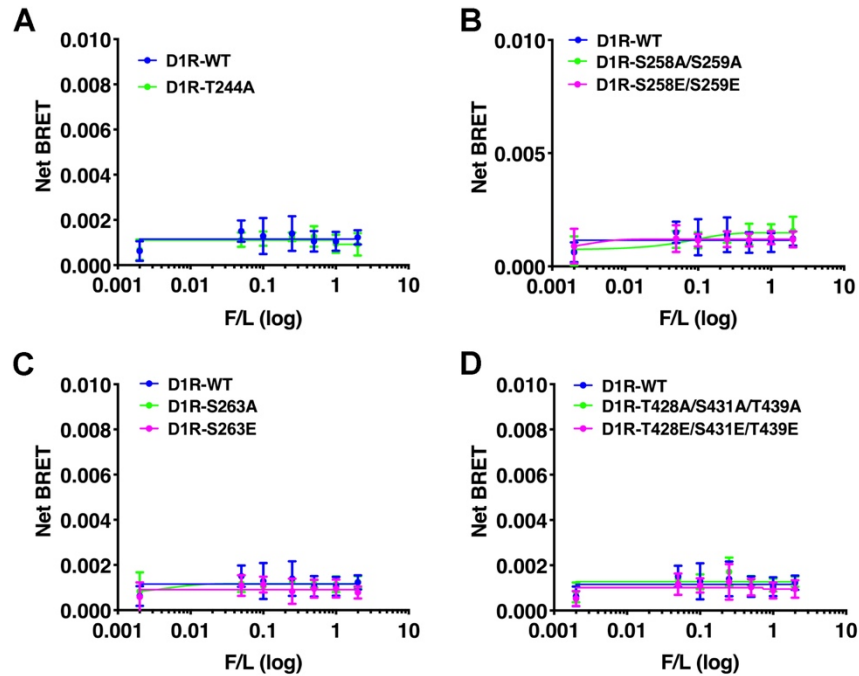 A
0.010
0.008
0.006
0.004
0.002
0.000
Net BRET
D1R-WT
D1R-T244A
0.001 0.01 0.1 1 10
F/L (log)
B
0.010
0.005
0.000
Net BRET
D1R-WT
D1R-S258A/S259A
D1R-S258E/S259E
0.001 0.01 0.1 1 10
F/L (log)
C
0.010
0.008
0.006
0.004
0.002
0.000
Net BRET
D1R-WT
D1R-S263A
D1R-S263E
0.001 0.01 0.1 1 10
F/L (log)
D
0.010
0.008
0.006
0.004
0.002
0.000
Net BRET
D1R-WT
D1R-T428A/S431A/T439A
D1R-T428E/S431E/T439E
0.001 0.01 0.1 1 10
F/L (log)